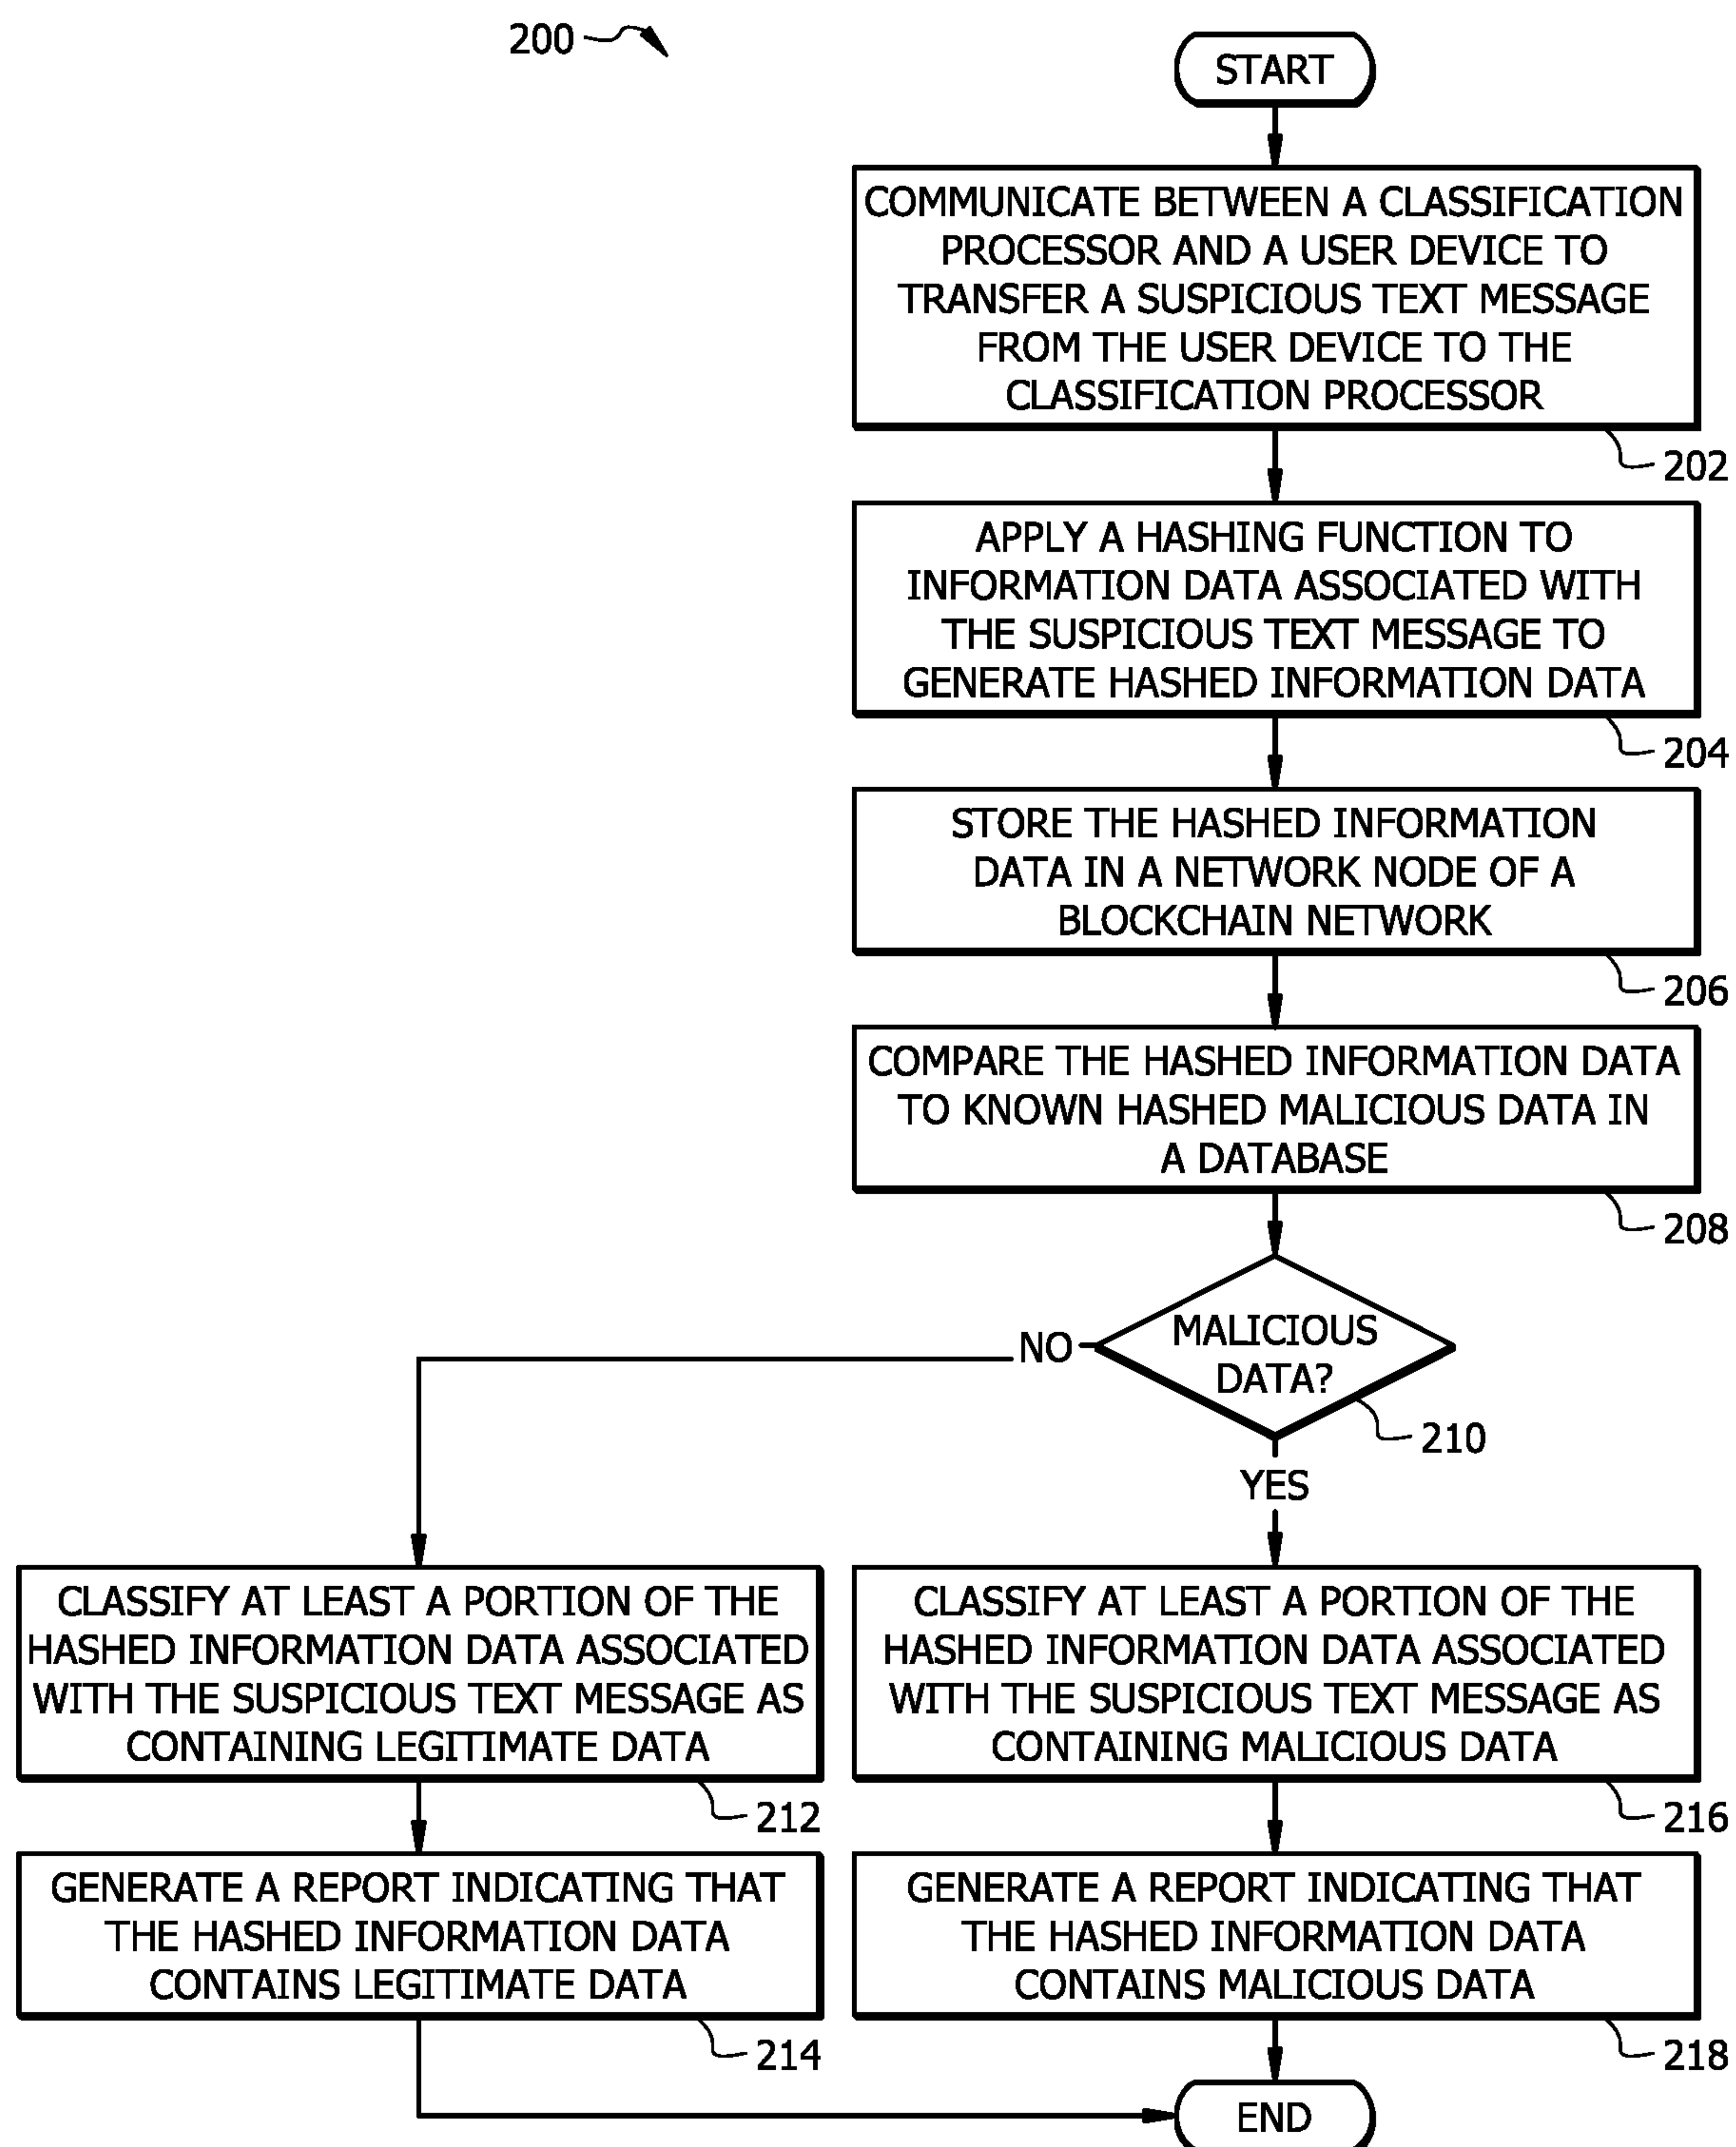 200
START
COMMUNICATE BETWEEN A CLASSIFICATION
PROCESSOR AND A USER DEVICE TO
TRANSFER A SUSPICIOUS TEXT MESSAGE
FROM THE USER DEVICE TO THE
CLASSIFICATION PROCESSOR
202
APPLY A HASHING FUNCTION TO
INFORMATION DATA ASSOCIATED WITH
THE SUSPICIOUS TEXT MESSAGE TO
GENERATE HASHED INFORMATION DATA
204
STORE THE HASHED INFORMATION
DATA IN A NETWORK NODE OF A
BLOCKCHAIN NETWORK
206
COMPARE THE HASHED INFORMATION DATA
TO KNOWN HASHED MALICIOUS DATA IN
A DATABASE
208
MALICIOUS
DATA?
NO
210
YES
CLASSIFY AT LEAST A PORTION OF THE
HASHED INFORMATION DATA ASSOCIATED
WITH THE SUSPICIOUS TEXT MESSAGE AS
CONTAINING LEGITIMATE DATA
212
CLASSIFY AT LEAST A PORTION OF THE
HASHED INFORMATION DATA ASSOCIATED
WITH THE SUSPICIOUS TEXT MESSAGE AS
CONTAINING MALICIOUS DATA
216
GENERATE A REPORT INDICATING THAT
THE HASHED INFORMATION DATA
CONTAINS LEGITIMATE DATA
214
GENERATE A REPORT INDICATING THAT
THE HASHED INFORMATION DATA
CONTAINS MALICIOUS DATA
218
END